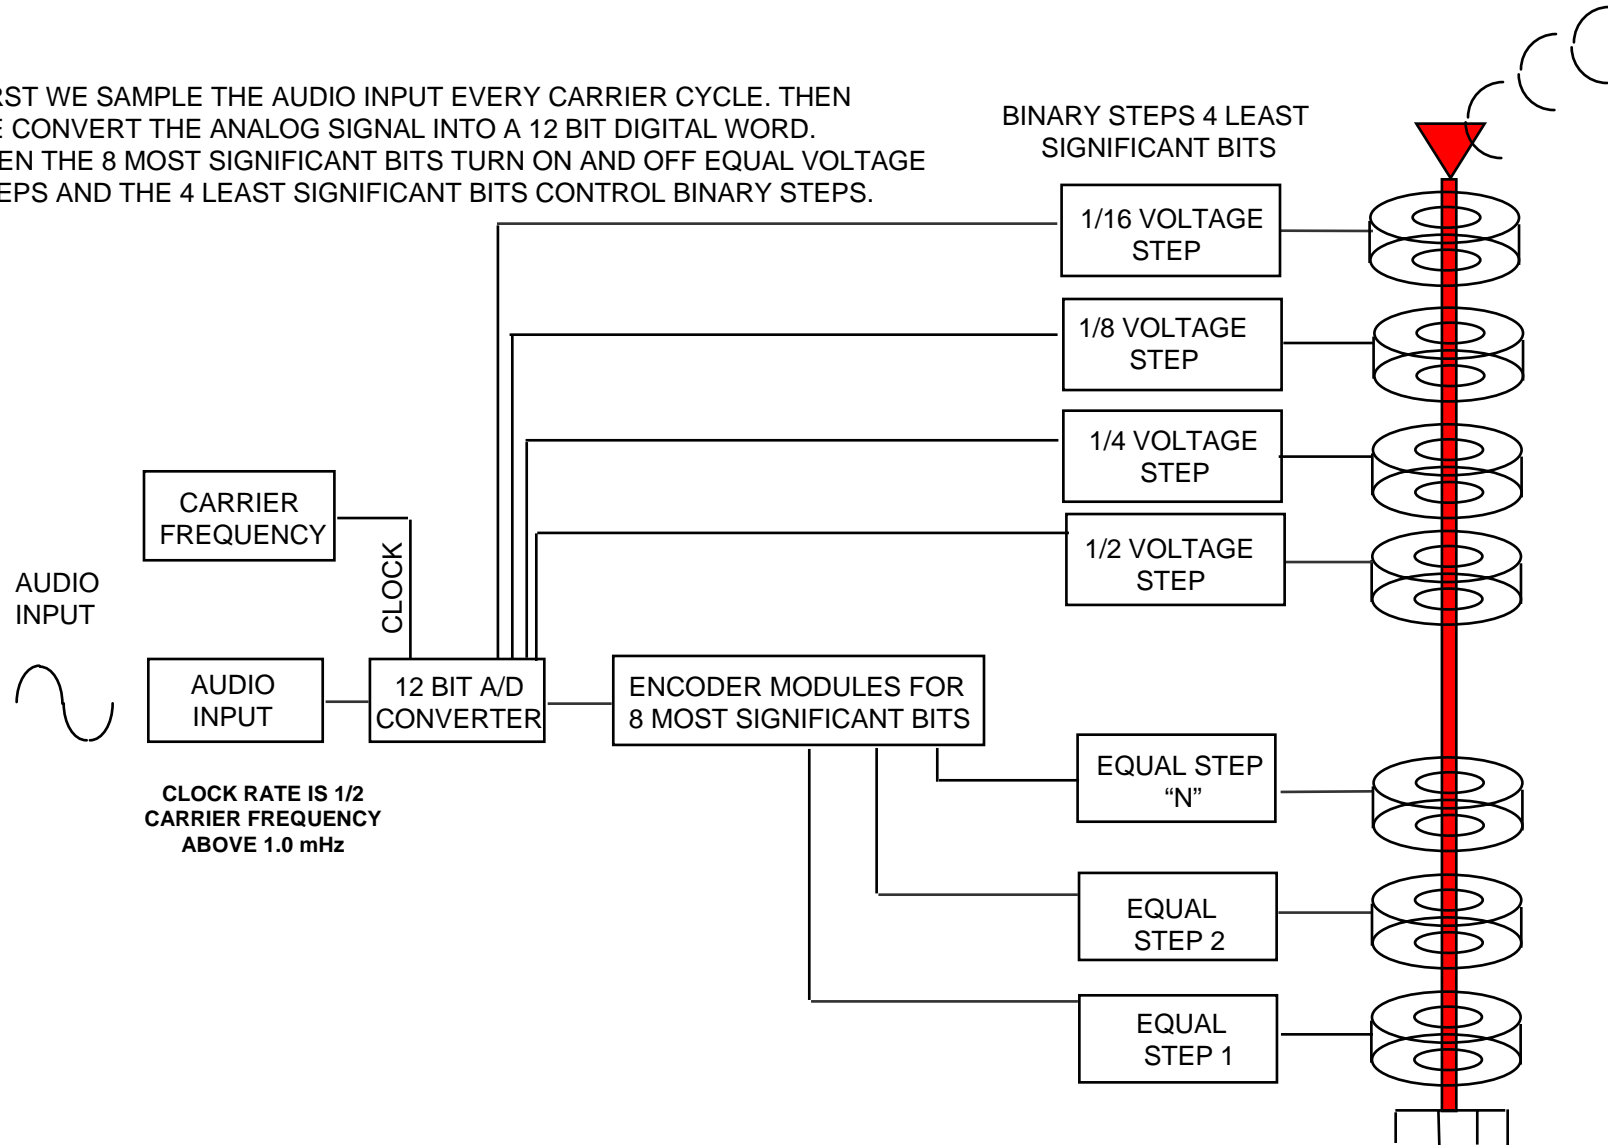 RST WE SAMPLE THE AUDIO INPUT EVERY CARRIER CYCLE. THEN
E CONVERT THE ANALOG SIGNAL INTO A 12 BIT DIGITAL WORD.
EN THE 8 MOST SIGNIFICANT BITS TURN ON AND OFF EQUAL VOLTAGE
EPS AND THE 4 LEAST SIGNIFICANT BITS CONTROL BINARY STEPS.
BINARY STEPS 4 LEAST
SIGNIFICANT BITS
1/16 VOLTAGE
STEP
1/8 VOLTAGE
STEP
1/4 VOLTAGE
STEP
1/2 VOLTAGE
STEP
CARRIER
FREQUENCY
CLOCK
AUDIO
INPUT
AUDIO
INPUT
12 BIT A/D
CONVERTER
ENCODER MODULES FOR
8 MOST SIGNIFICANT BITS
CLOCK RATE IS 1/2
CARRIER FREQUENCY
ABOVE 1.0 mHz
EQUAL STEP
“N”
EQUAL
STEP 2
EQUAL
STEP 1